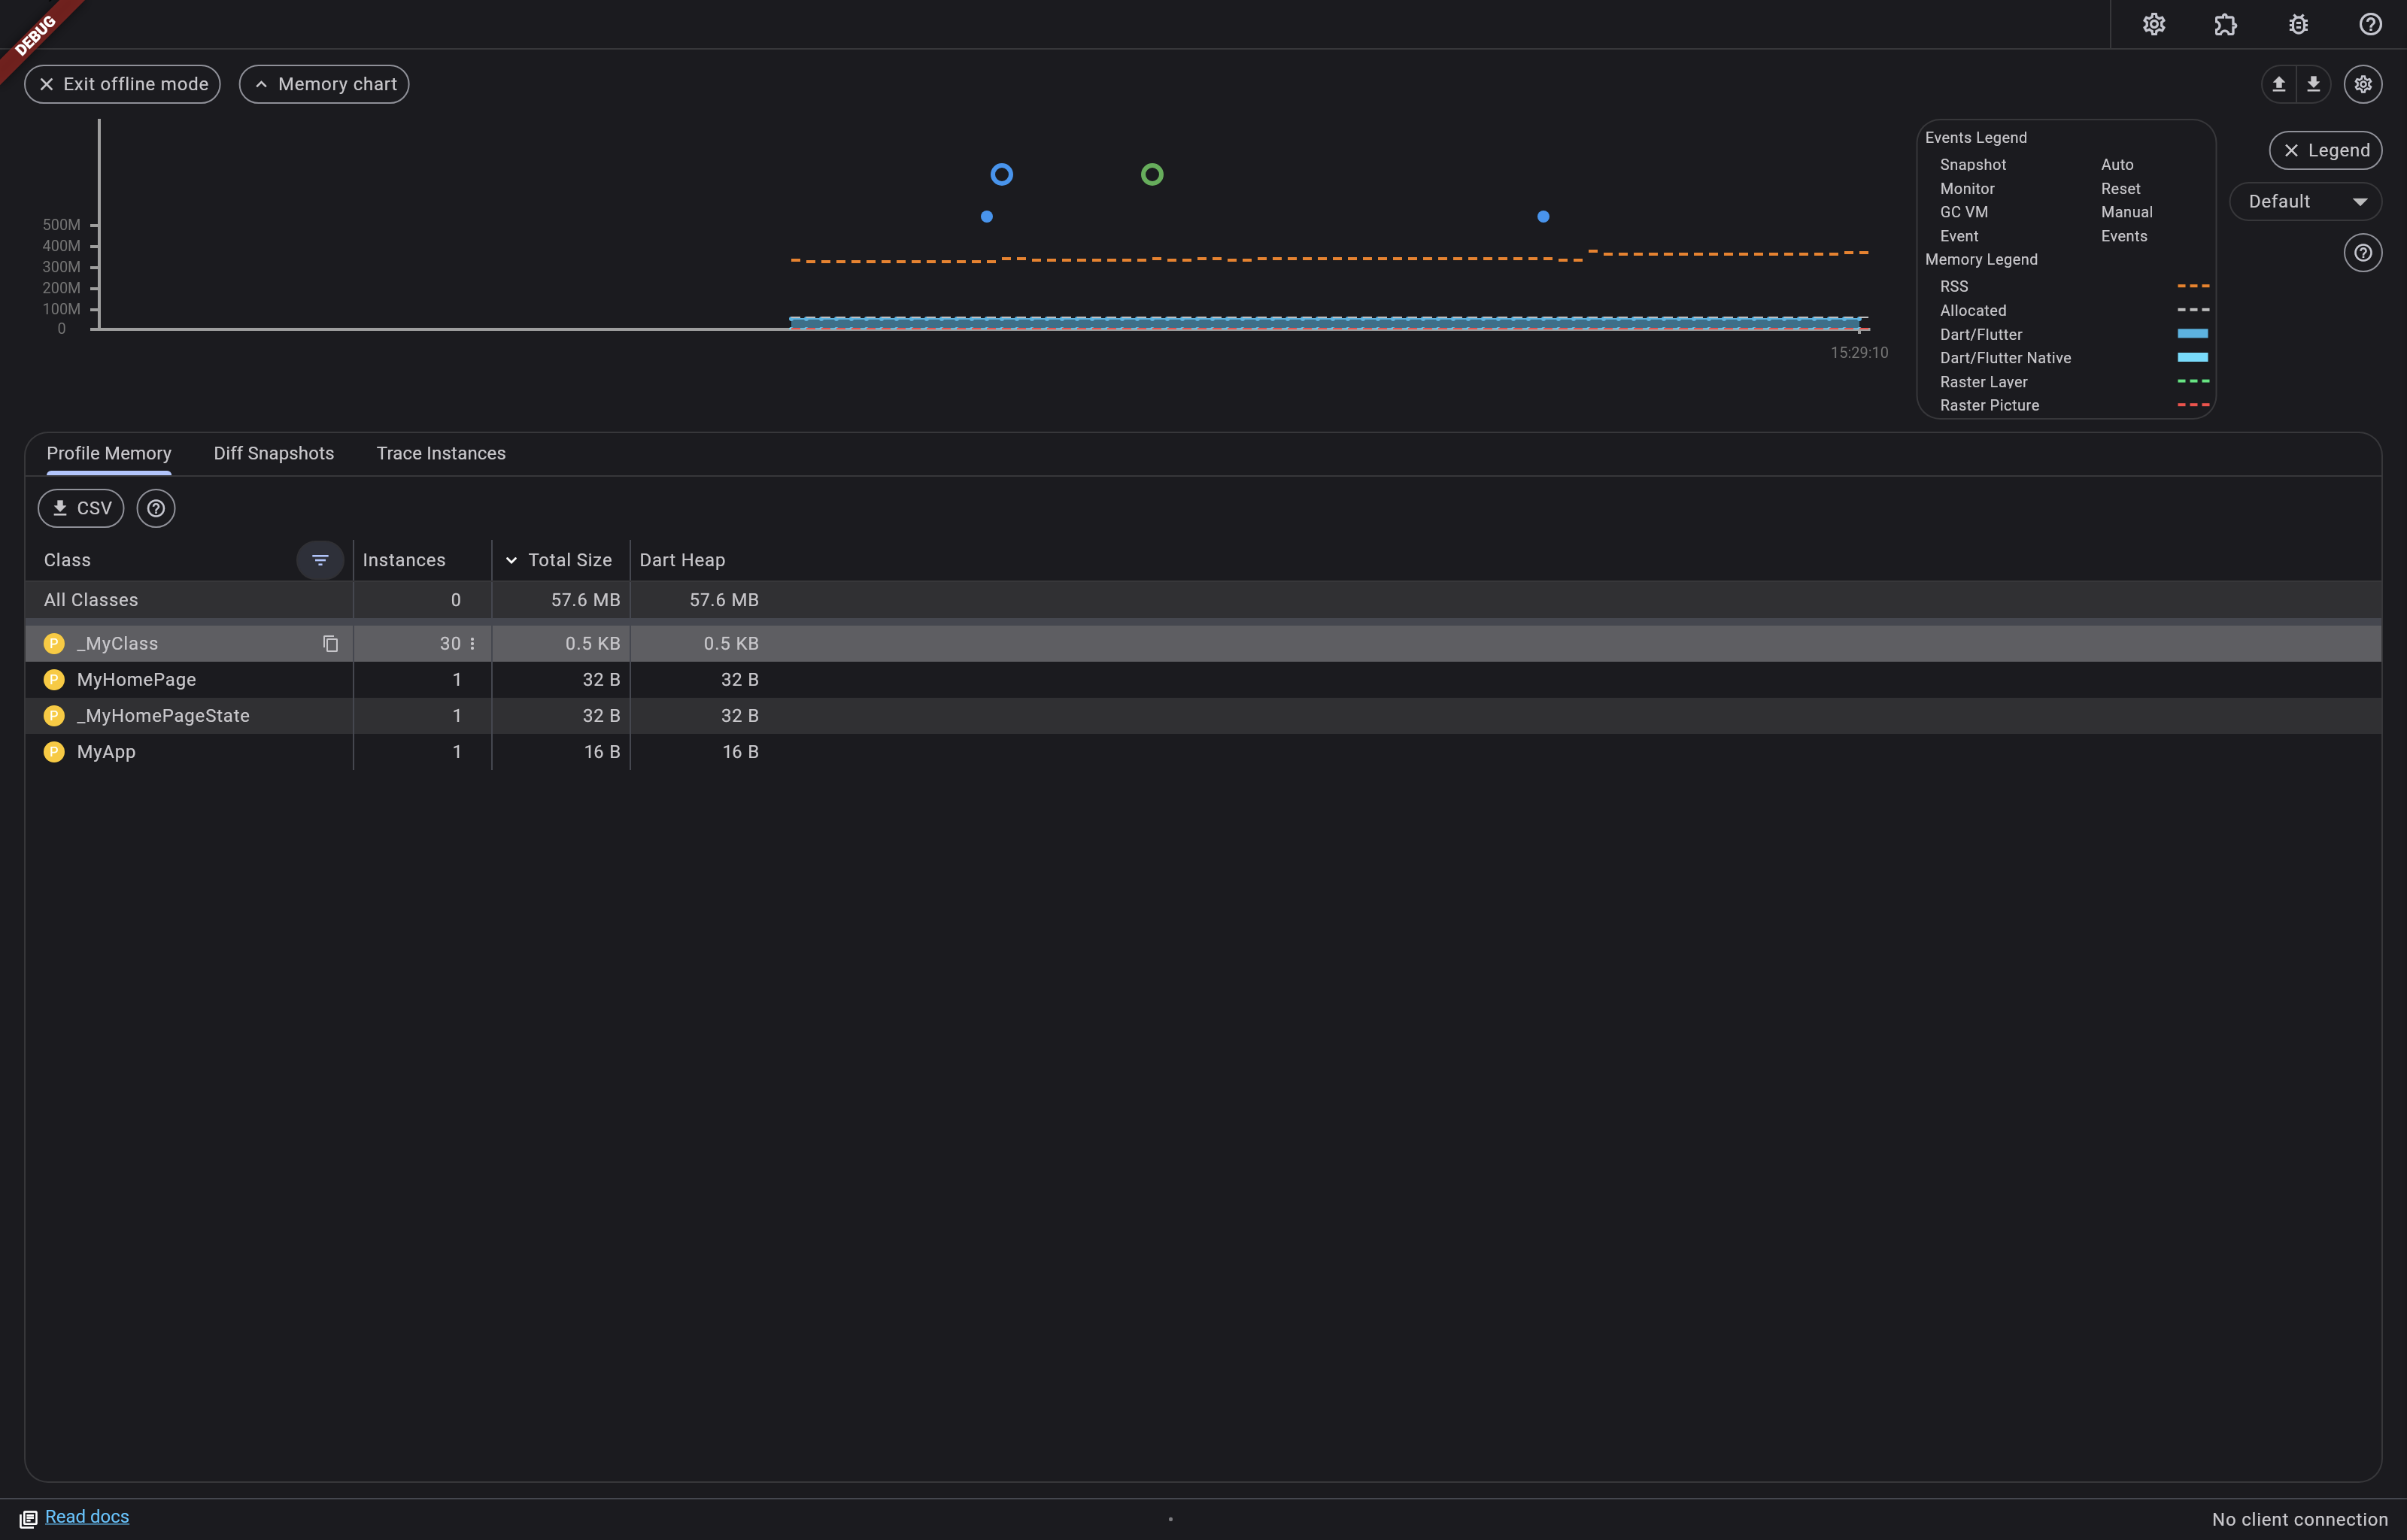 DEBUG
Exit offline mode
Memory chart
500M
400M
300M
200M
100M
0
15:29:10
Events Legend
Snapshot Auto
Monitor Reset
GC VM Manual
Event Events
Memory Legend
RSS
Allocated
Dart/Flutter
Dart/Flutter Native
Raster Layer
Raster Picture
Legend
Default
Profile Memory Diff Snapshots Trace Instances
CSV
Class Instances Total Size Dart Heap
All Classes 0 57.6 MB 57.6 MB
P _MyClass 30 0.5 KB 0.5 KB
P MyHomePage 1 32 B 32 B
P _MyHomePageState 1 32 B 32 B
P MyApp 1 16 B 16 B
Read docs
•
No client connection